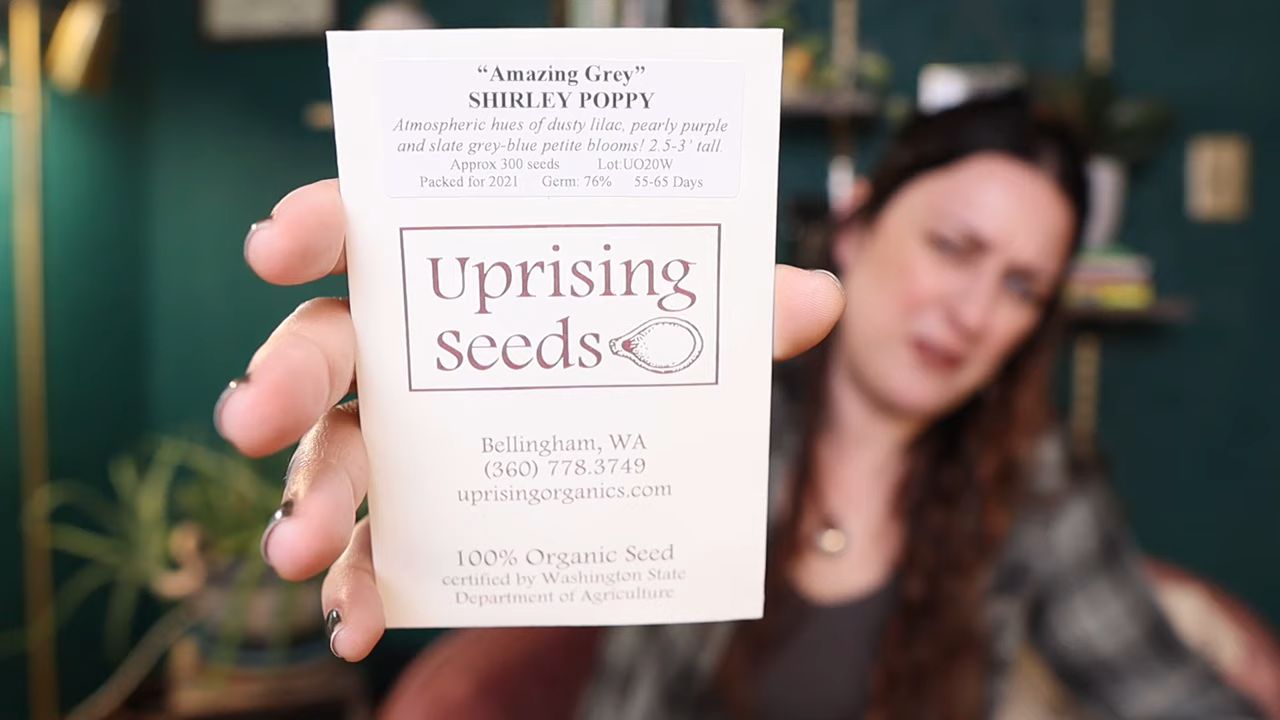 “Amazing Grey”
SHIRLEY POPPY
Atmospheric hues of dusty lilac, pearly purple
and slate grey-blue petite blooms! 2.5-3’ tall.
Approx 300 seeds Lot:UO20W
Packed for 2021 Germ: 76% 55-65 Days
Uprising
seeds
Bellingham, WA
(360) 778.3749
uprisingorganics.com
100% Organic Seed
certified by Washington State
Department of Agriculture